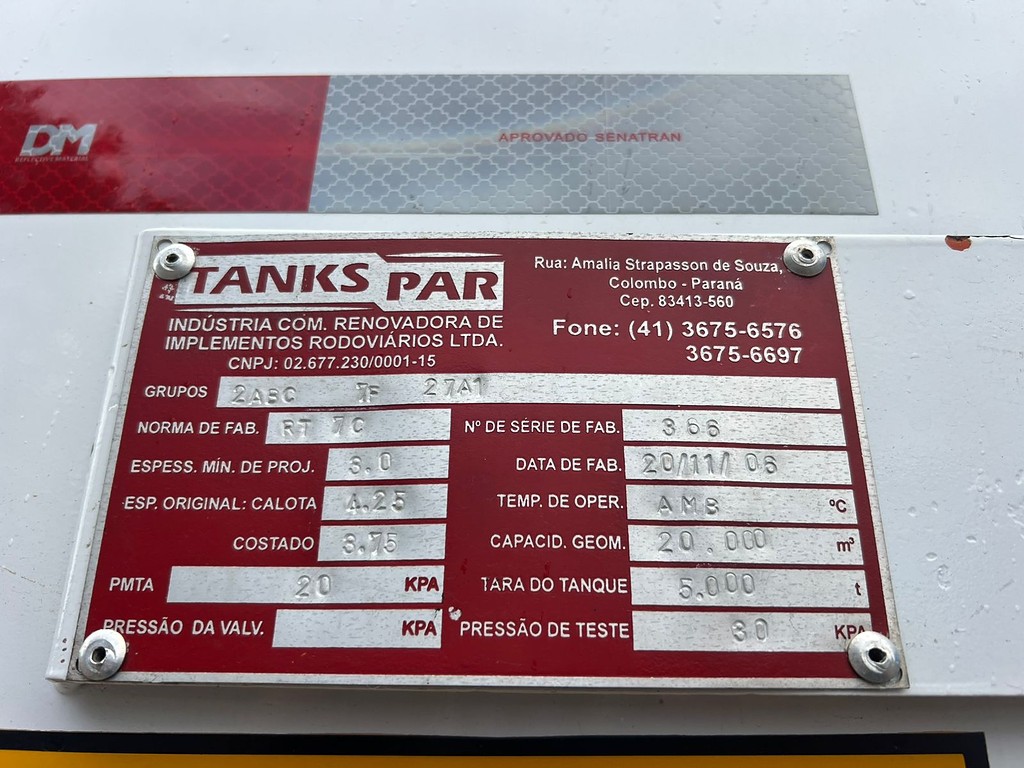 DM
REFLECTIVE MATERIAL
APROVADO SENATRAN
TANKS PAR
INDÚSTRIA COM. RENOVADORA DE
IMPLEMENTOS RODOVIÁRIOS LTDA.
CNPJ: 02.677.230/0001-15
Rua: Amalia Strapasson de Souza,
Colombo - Paraná
Cep. 83413-560
Fone: (41) 3675-6576
3675-6697
GRUPOS 2ABC 7F 27A1
NORMA DE FAB. RT 7C
Nº DE SÉRIE DE FAB. 366
ESPESS. MÍN. DE PROJ. 3.0
DATA DE FAB. 20/11/06
ESP. ORIGINAL: CALOTA 4.25
TEMP. DE OPER. AMB ºC
COSTADO 3.75
CAPACID. GEOM. 20.000 m³
PMTA 20 KPA
TARA DO TANQUE 5.000 t
PRESSÃO DA VALV. KPA
PRESSÃO DE TESTE 30 KPA